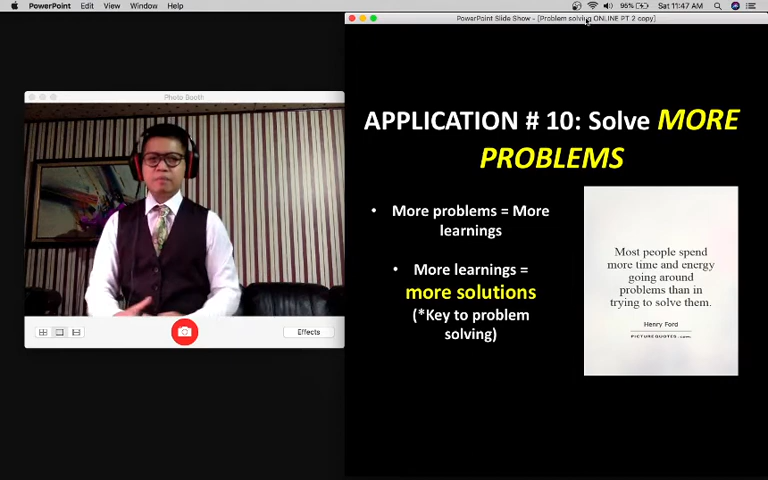 PowerPoint Edit View Window Help
95% Sat 11:47 AM
PowerPoint Slide Show - [Problem solving ONLINE PT 2 copy]
Photo Booth
APPLICATION # 10: Solve MORE
PROBLEMS
• More problems = More
learnings
• More learnings =
more solutions
(*Key to problem
solving)
Most people spend
more time and energy
going around
problems than in
trying to solve them.
Henry Ford
PICTUREQUOTES.com.
Effects